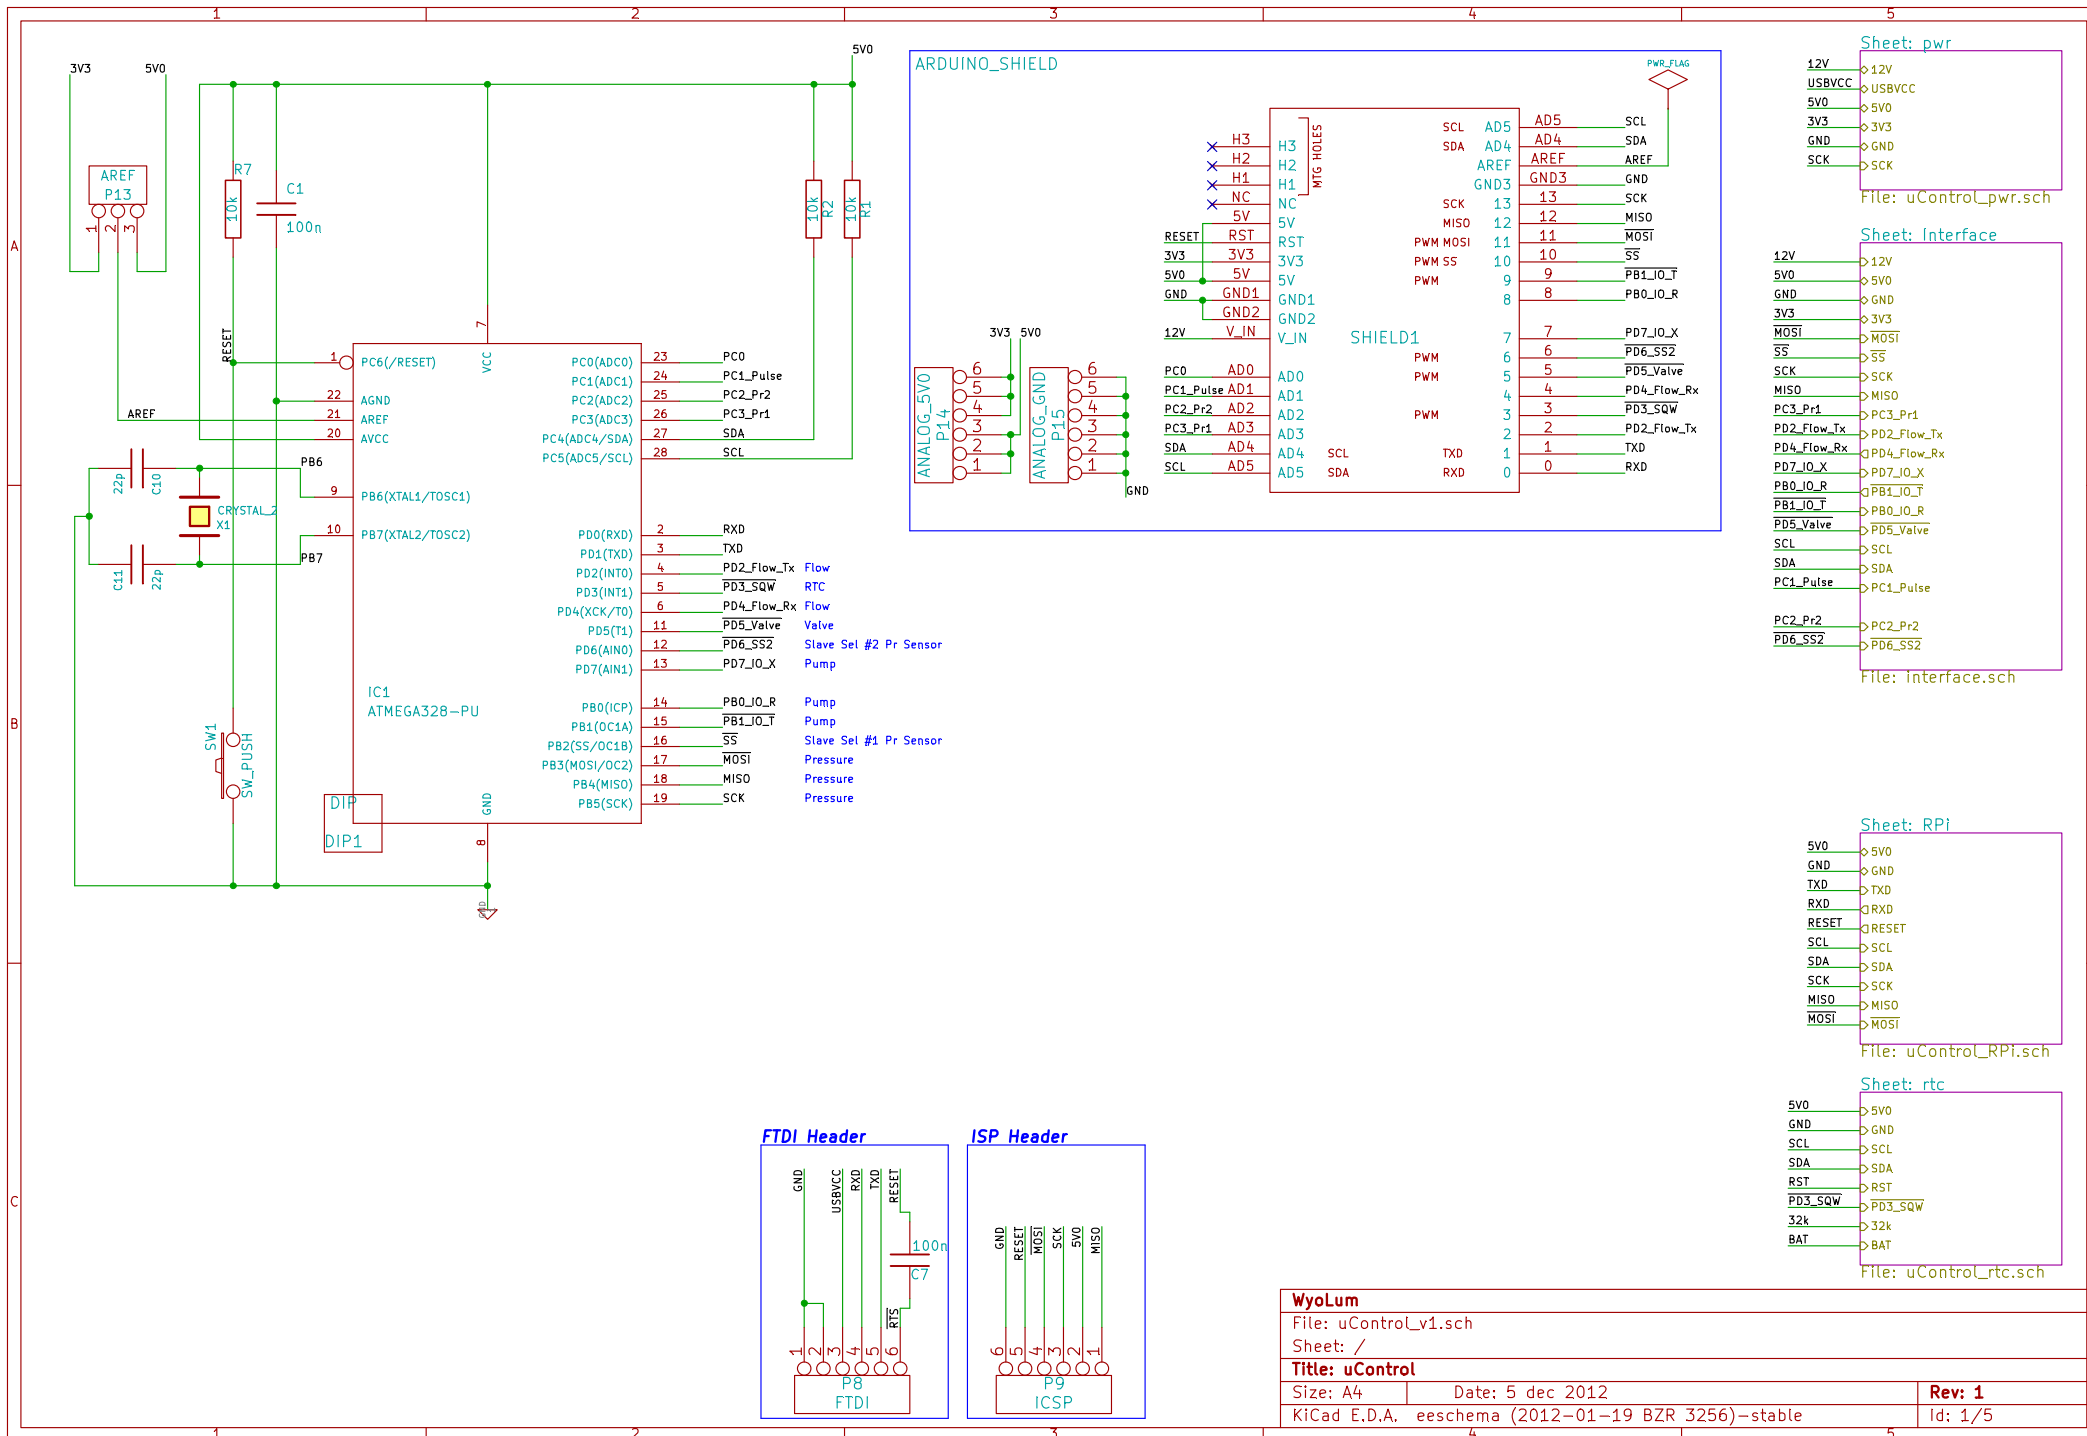 1 2 3 4 5
A
B
C
3V3
5V0
AREF
P13
1
2
3
R7
10k
C1
100n
RESET
AREF
5V0
10k
R2
10k
R1
7
VCC
1 PC6(/RESET)
22 AGND
21 AREF
20 AVCC
PB6
9 PB6(XTAL1/TOSC1)
10 PB7(XTAL2/TOSC2)
PB7
22p
C10
CRYSTAL_2
X1
C11
22p
SW1
SW_PUSH
IC1
ATMEGA328-PU
DIP
DIP1
GND
8
GND
PC0(ADC0) 23 PC0
PC1(ADC1) 24 PC1_Pulse
PC2(ADC2) 25 PC2_Pr2
PC3(ADC3) 26 PC3_Pr1
PC4(ADC4/SDA) 27 SDA
PC5(ADC5/SCL) 28 SCL
PD0(RXD) 2 RXD
PD1(TXD) 3 TXD
PD2(INT0) 4 PD2_Flow_Tx Flow
PD3(INT1) 5 PD3_SQW RTC
PD4(XCK/T0) 6 PD4_Flow_Rx Flow
PD5(T1) 11 PD5_Valve Valve
PD6(AIN0) 12 PD6_SS2 Slave Sel #2 Pr Sensor
PD7(AIN1) 13 PD7_IO_X Pump
PB0(ICP) 14 PB0_IO_R Pump
PB1(OC1A) 15 PB1_IO_T Pump
PB2(SS/OC1B) 16 SS Slave Sel #1 Pr Sensor
PB3(MOSI/OC2) 17 MOSI Pressure
PB4(MISO) 18 MISO Pressure
PB5(SCK) 19 SCK Pressure
ARDUINO_SHIELD
PWR_FLAG
MTG HOLES
H3 H3
H2 H2
H1 H1
NC NC
5V 5V
RESET RST RST
3V3 3V3 3V3
5V0 5V 5V
GND GND1 GND1
GND2 GND2
12V V_IN V_IN
PC0 AD0 AD0
PC1_Pulse AD1 AD1
PC2_Pr2 AD2 AD2
PC3_Pr1 AD3 AD3
SDA AD4 AD4 SCL
SCL AD5 AD5 SDA
SHIELD1
SCL AD5 AD5 SCL
SDA AD4 AD4 SDA
AREF AREF AREF
GND3 GND3 GND
SCK 13 13 SCK
MISO 12 12 MISO
PWM MOSI 11 11 MOSI
PWM SS 10 10 SS
PWM 9 9 PB1_IO_T
8 8 PB0_IO_R
7 7 PD7_IO_X
PWM 6 6 PD6_SS2
PWM 5 5 PD5_Valve
4 4 PD4_Flow_Rx
PWM 3 3 PD3_SQW
2 2 PD2_Flow_Tx
TXD 1 1 TXD
RXD 0 0 RXD
3V3 5V0
ANALOG_5V0
P14
6
5
4
3
2
1
ANALOG_GND
P15
6
5
4
3
2
1
GND
Sheet: pwr
12V 12V
USBVCC USBVCC
5V0 5V0
3V3 3V3
GND GND
SCK SCK
File: uControl_pwr.sch
Sheet: interface
12V 12V
5V0 5V0
GND GND
3V3 3V3
MOSI MOSI
SS SS
SCK SCK
MISO MISO
PC3_Pr1 PC3_Pr1
PD2_Flow_Tx PD2_Flow_Tx
PD4_Flow_Rx PD4_Flow_Rx
PD7_IO_X PD7_IO_X
PB0_IO_R PB1_IO_T
PB1_IO_T PB0_IO_R
PD5_Valve PD5_Valve
SCL SCL
SDA SDA
PC1_Pulse PC1_Pulse
PC2_Pr2 PC2_Pr2
PD6_SS2 PD6_SS2
File: interface.sch
Sheet: RPi
5V0 5V0
GND GND
TXD TXD
RXD RXD
RESET RESET
SCL SCL
SDA SDA
SCK SCK
MISO MISO
MOSI MOSI
File: uControl_RPi.sch
Sheet: rtc
5V0 5V0
GND GND
SCL SCL
SDA SDA
RST RST
PD3_SQW PD3_SQW
32k 32k
BAT BAT
File: uControl_rtc.sch
FTDI Header
GND
USBVCC
RXD
TXD
RESET
100n
C7
RTS
1 2 3 4 5 6
P8
FTDI
ISP Header
GND
RESET
MOSI
SCK
5V0
MISO
6 5 4 3 2 1
P9
ICSP
WyoLum
File: uControl_v1.sch
Sheet: /
Title: uControl
Size: A4 Date: 5 dec 2012 Rev: 1
KiCad E.D.A. eeschema (2012-01-19 BZR 3256)-stable Id: 1/5
1 2 3 4 5